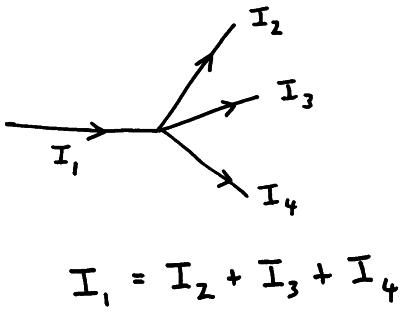 I₂
I₃
I₁
I₄
I₁ = I₂ + I₃ + I₄